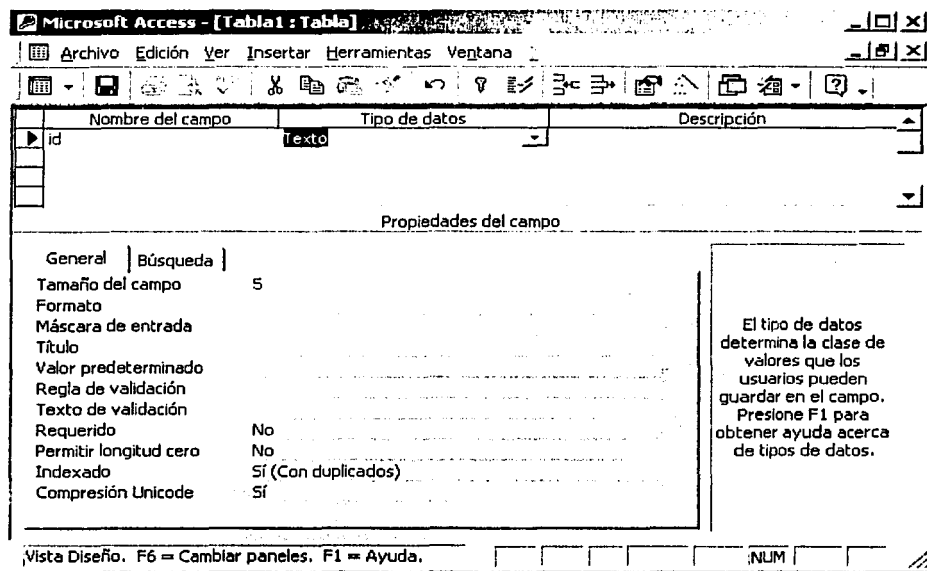 Microsoft Access - [Tabla1 : Tabla]
Archivo Edición Ver Insertar Herramientas Ventana ?
Nombre del campo Tipo de datos Descripción
id Texto
Propiedades del campo
General Búsqueda
Tamaño del campo 5
Formato
Máscara de entrada
Título
Valor predeterminado
Regla de validación
Texto de validación
Requerido No
Permitir longitud cero No
Indexado Sí (Con duplicados)
Compresión Unicode Sí
El tipo de datos
determina la clase de
valores que los
usuarios pueden
guardar en el campo.
Presione F1 para
obtener ayuda acerca
de tipos de datos.
Vista Diseño. F6 = Cambiar paneles. F1 = Ayuda. NUM